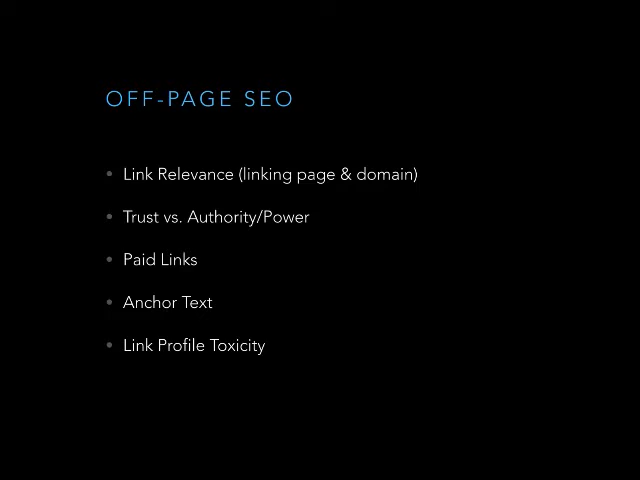 OFF-PAGE SEO
• Link Relevance (linking page & domain)
• Trust vs. Authority/Power
• Paid Links
• Anchor Text
• Link Profile Toxicity